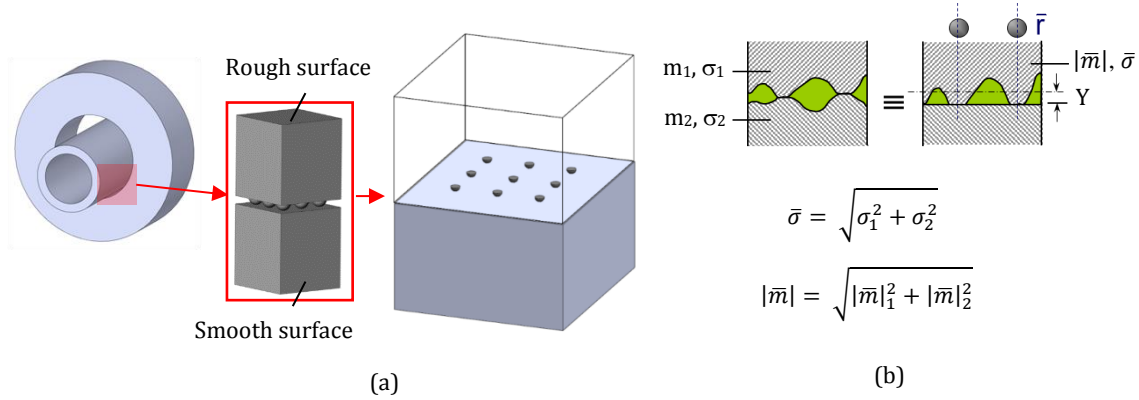 Rough surface
Smooth surface
(a)
m₁, σ₁
m₂, σ₂
≡
r̄
|m̄|, σ̄
Y
σ̄ = √(σ₁² + σ₂²)
|m̄| = √(|m̄|₁² + |m̄|₂²)
(b)